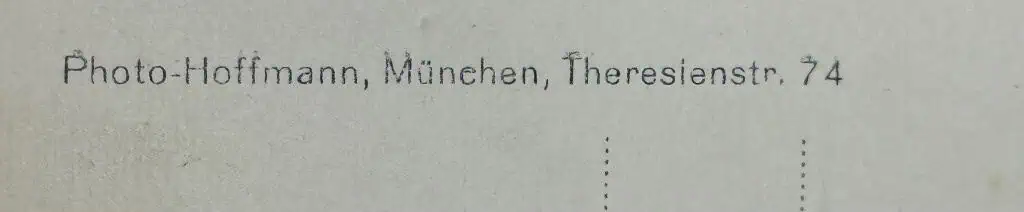 Photo-Hoffmann, München, Theresienstr. 74